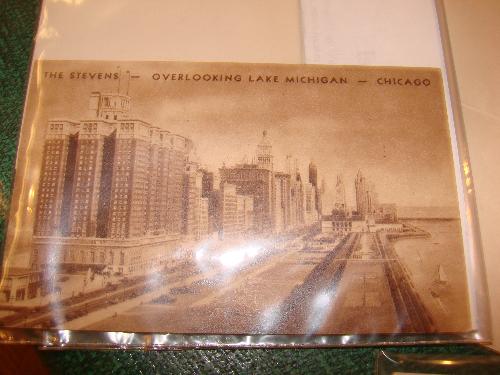 THE STEVENS — OVERLOOKING LAKE MICHIGAN — CHICAGO